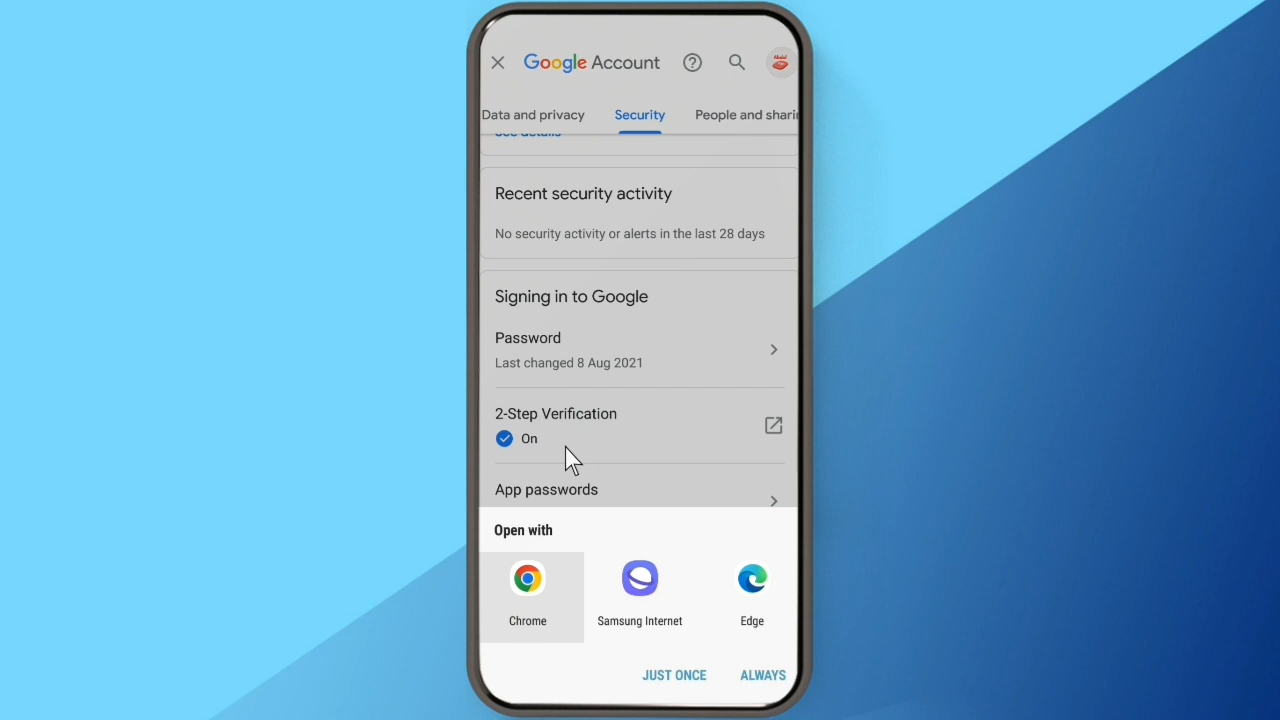 Google Account
Data and privacy Security People and sharin
See details
Recent security activity
No security activity or alerts in the last 28 days
Signing in to Google
Password
Last changed 8 Aug 2021
2-Step Verification
On
App passwords
Open with
Chrome Samsung Internet Edge
JUST ONCE ALWAYS